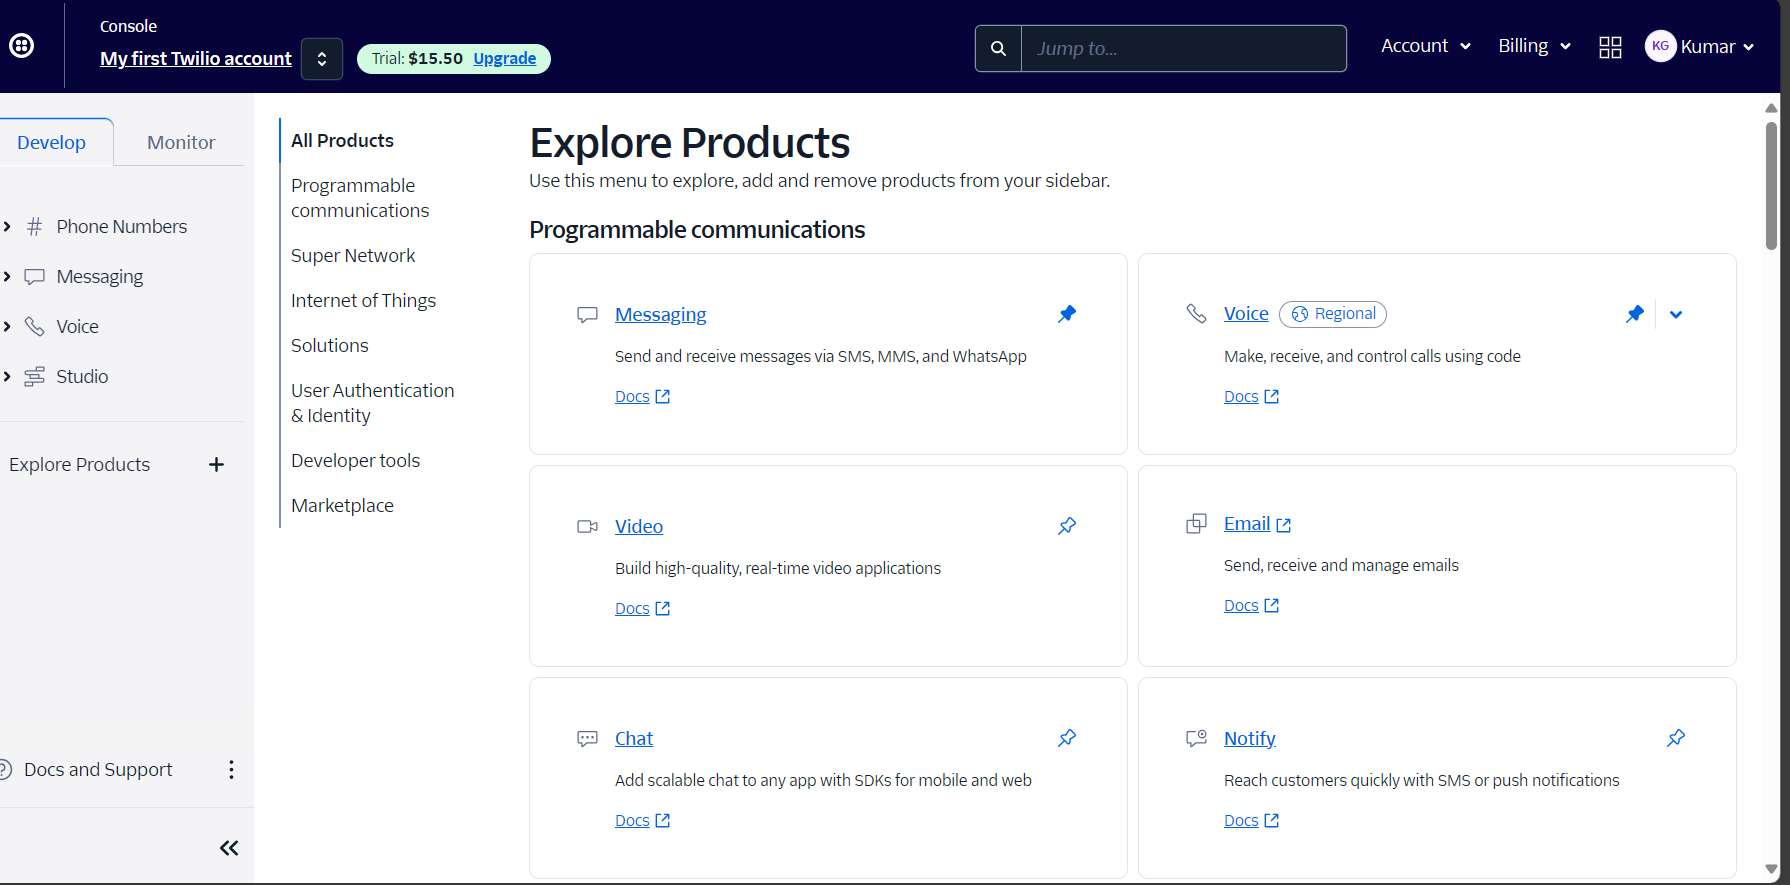 Console
My first Twilio account
Trial: $15.50 Upgrade
Jump to...
Account
Billing
KG
Kumar
Develop
Monitor
Phone Numbers
Messaging
Voice
Studio
Explore Products
Docs and Support
All Products
Programmable
communications
Super Network
Internet of Things
Solutions
User Authentication
& Identity
Developer tools
Marketplace
Explore Products
Use this menu to explore, add and remove products from your sidebar.
Programmable communications
Messaging
Send and receive messages via SMS, MMS, and WhatsApp
Docs
Voice Regional
Make, receive, and control calls using code
Docs
Video
Build high-quality, real-time video applications
Docs
Email
Send, receive and manage emails
Docs
Chat
Add scalable chat to any app with SDKs for mobile and web
Docs
Notify
Reach customers quickly with SMS or push notifications
Docs